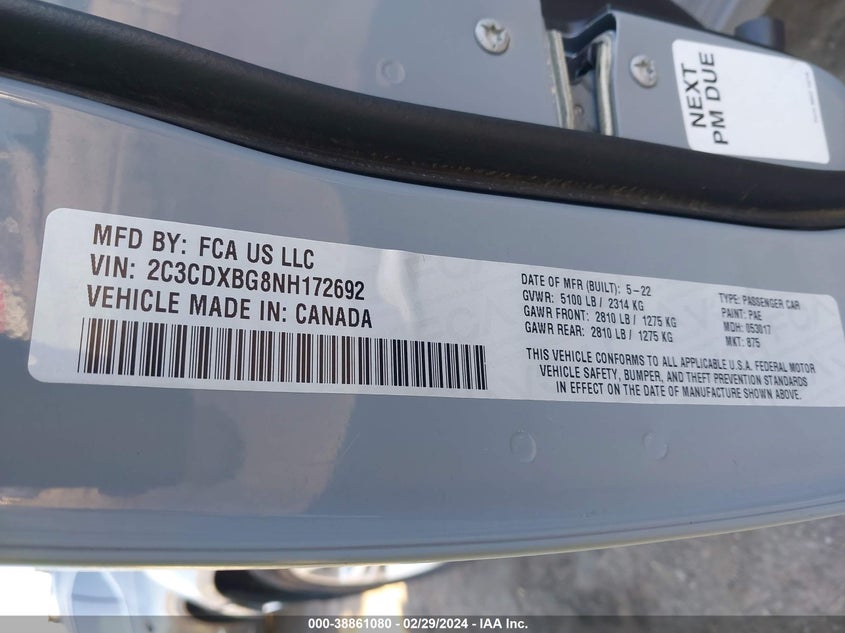 NEXT
PM DUE
MFD BY: FCA US LLC
VIN: 2C3CDXBG8NH172692
VEHICLE MADE IN: CANADA
DATE OF MFR (BUILT): 5-22
GVWR: 5100 LB / 2314 KG
GAWR FRONT: 2810 LB / 1275 KG
GAWR REAR: 2810 LB / 1275 KG
TYPE: PASSENGER CAR
PAINT: PAE
MDH: 053017
MKT: 875
THIS VEHICLE CONFORMS TO ALL APPLICABLE U.S.A. FEDERAL MOTOR
VEHICLE SAFETY, BUMPER, AND THEFT PREVENTION STANDARDS
IN EFFECT ON THE DATE OF MANUFACTURE SHOWN ABOVE.
000-38861080 - 02/29/2024 - IAA Inc.